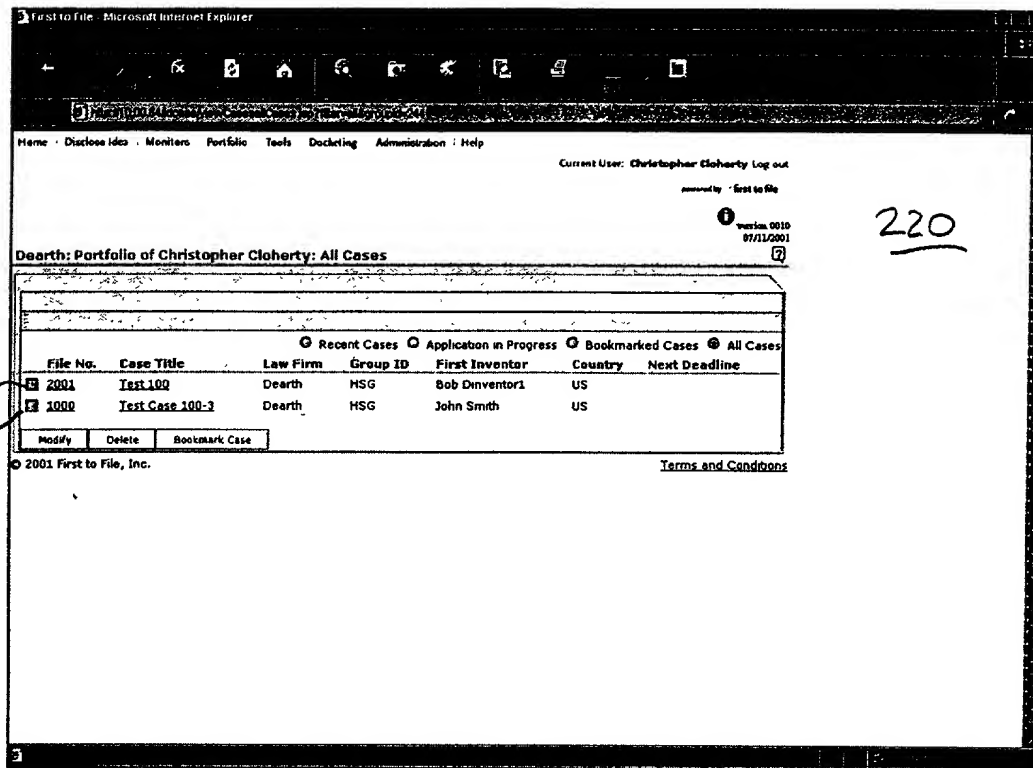 First to File - Microsoft Internet Explorer
Home Disclose Idea Monitors Portfolio Tools Docketing Administration Help
Current User: Christopher Cloherty Log out
powered by first to file
version 0010
07/11/2001
220
Dearth: Portfolio of Christopher Cloherty: All Cases
?
Recent Cases Application in Progress Bookmarked Cases All Cases
File No. Case Title Law Firm Group ID First Inventor Country Next Deadline
2001 Test 100 Dearth HSG Bob Dinventor1 US
1000 Test Case 100-3 Dearth HSG John Smith US
Modify Delete Bookmark Case
© 2001 First to File, Inc. Terms and Conditions